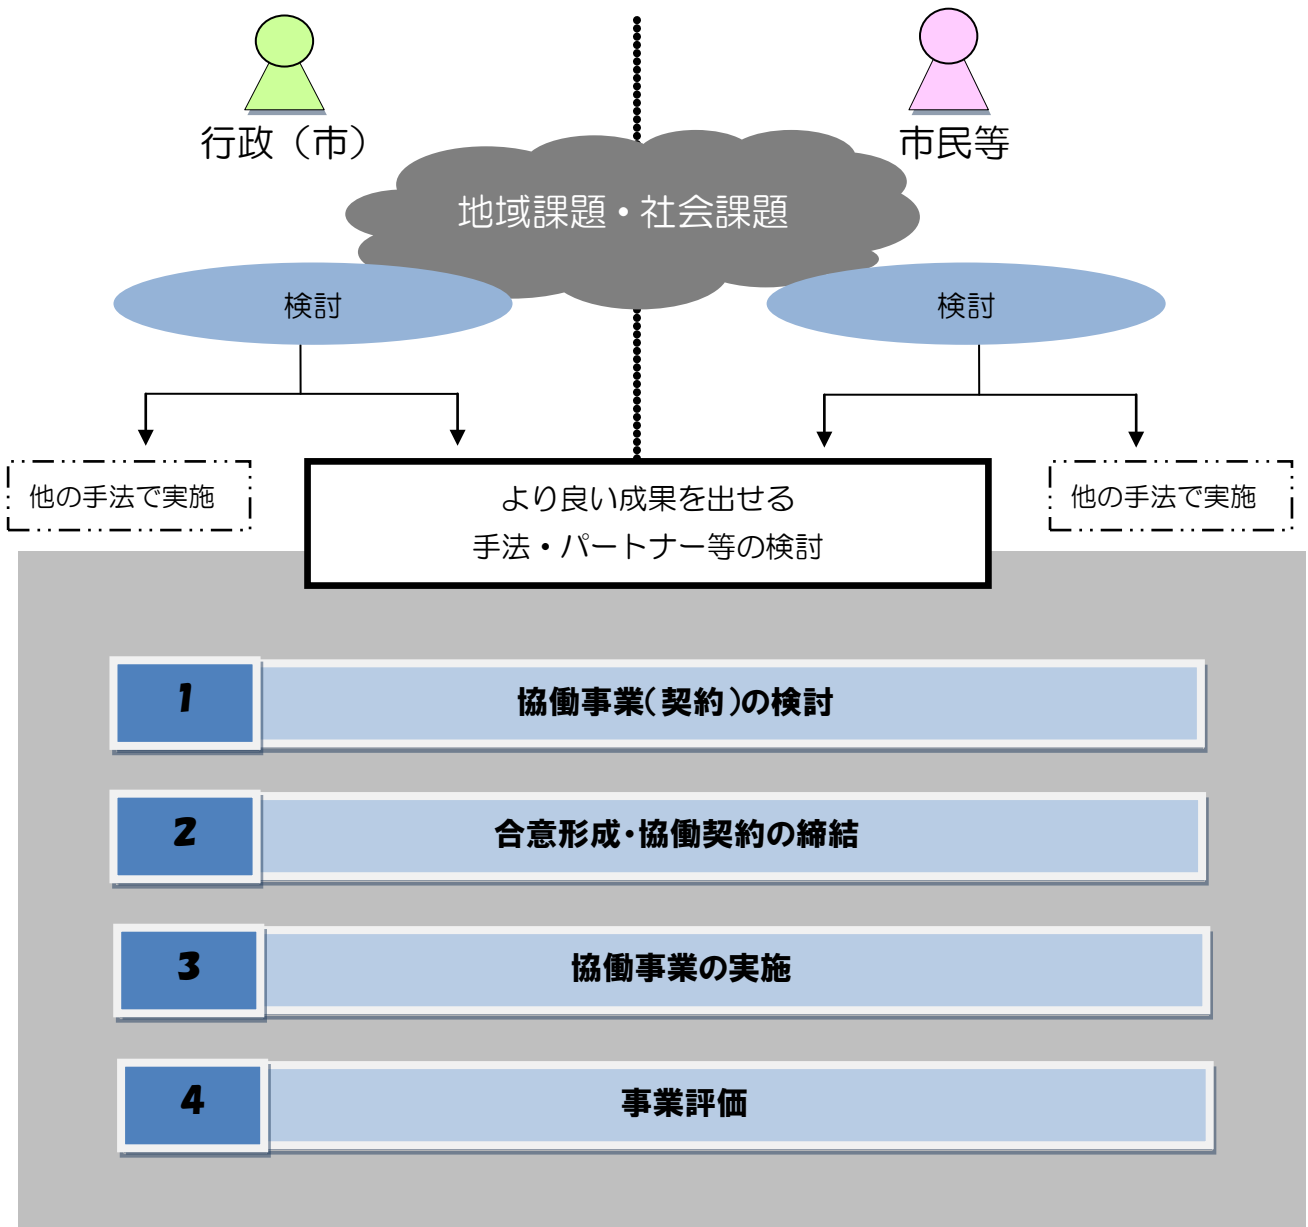 行政（市）
市民等
地域課題・社会課題
検討
検討
他の手法で実施
より良い成果を出せる
手法・パートナー等の検討
他の手法で実施
1
協働事業（契約）の検討
2
合意形成・協働契約の締結
3
協働事業の実施
4
事業評価